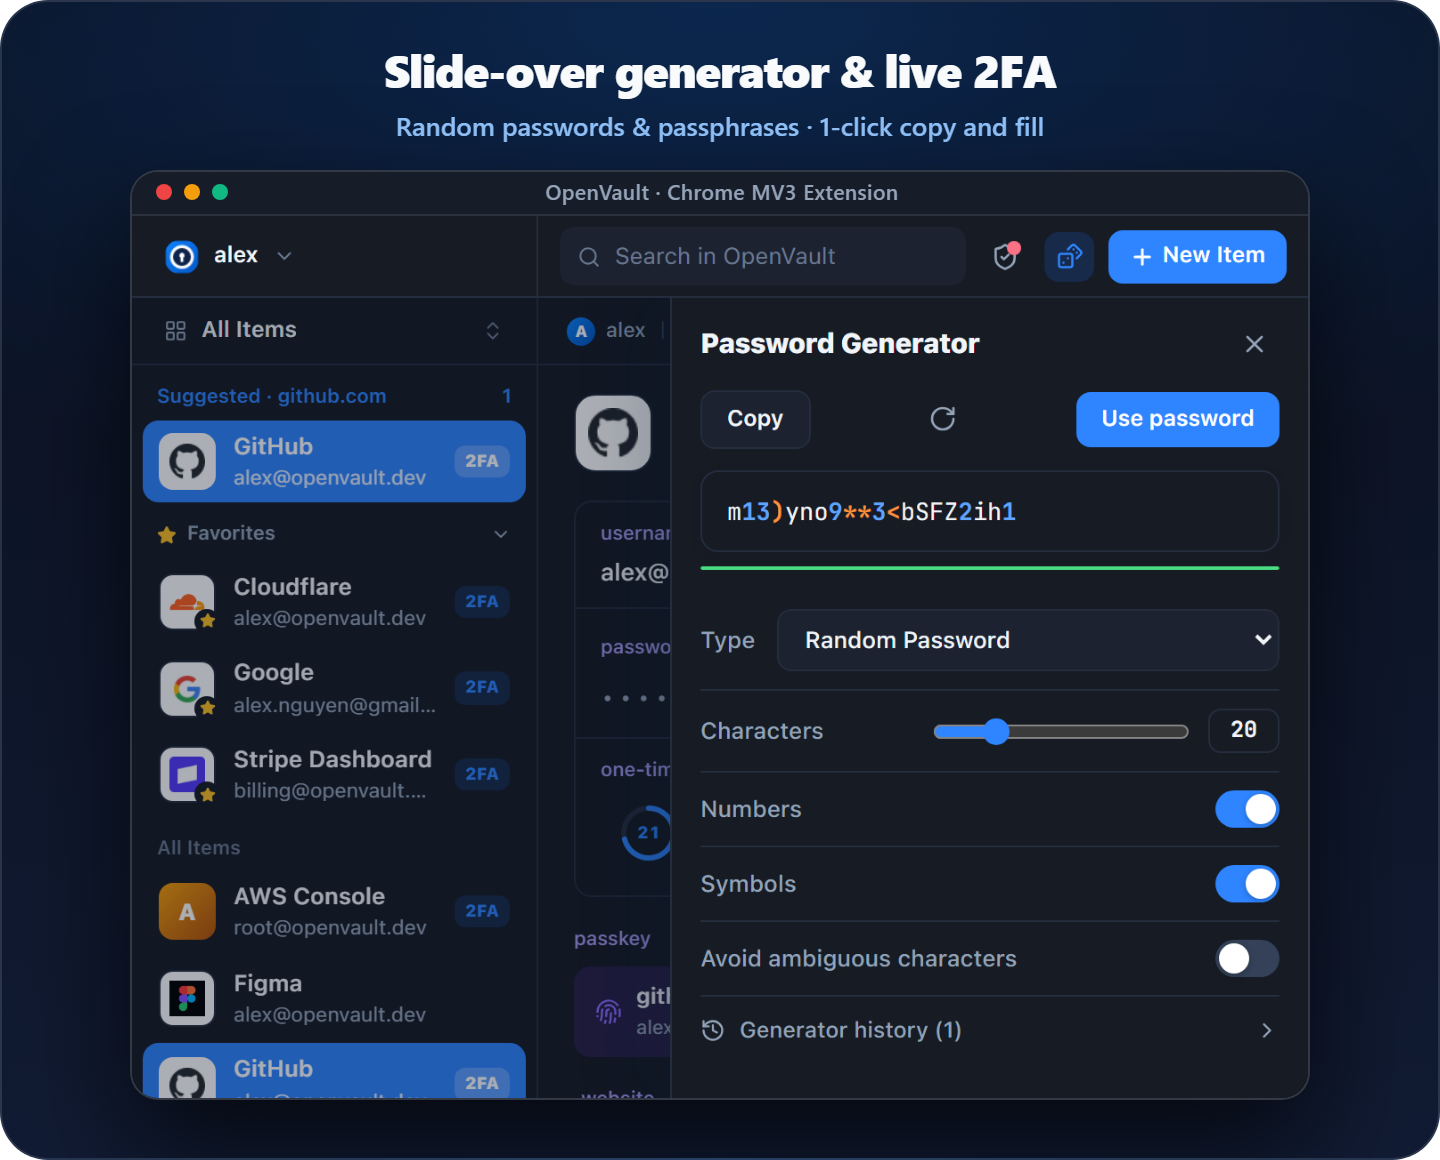 Slide-over generator & live 2FA
Random passwords & passphrases · 1-click copy and fill
OpenVault · Chrome MV3 Extension
alex
Search in OpenVault
+ New Item
All Items
Suggested · github.com 1
GitHub
alex@openvault.dev
2FA
Favorites
Cloudflare
alex@openvault.dev
2FA
Google
alex.nguyen@gmail...
2FA
Stripe Dashboard
billing@openvault....
2FA
All Items
A
AWS Console
root@openvault.dev
2FA
Figma
alex@openvault.dev
GitHub
2FA
A alex
alex@
21
passkey
alex
Password Generator
Copy
Use password
m13)yno9**3<bSFZ2ih1
Type
Random Password
Characters
20
Numbers
Symbols
Avoid ambiguous characters
Generator history (1)